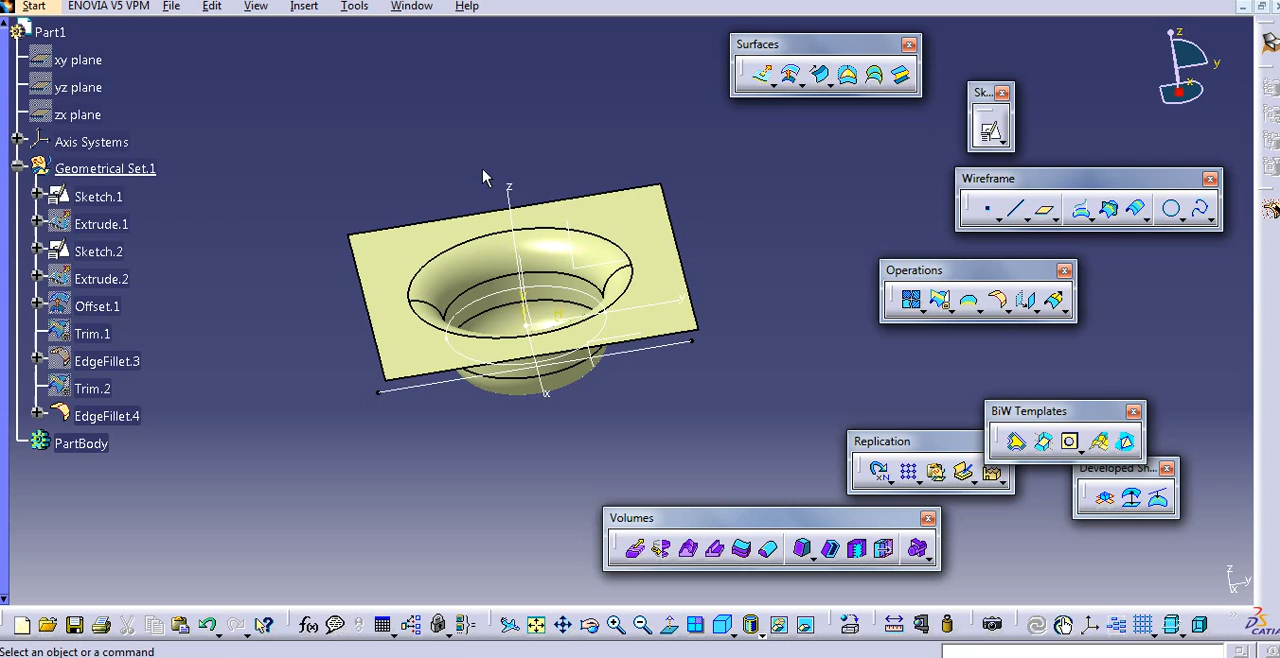 Start ENOVIA V5 VPM File Edit View Insert Tools Window Help
Part1
xy plane
yz plane
zx plane
Axis Systems
Geometrical Set.1
Sketch.1
Extrude.1
Sketch.2
Extrude.2
Offset.1
Trim.1
EdgeFillet.3
Trim.2
EdgeFillet.4
PartBody
z
y
x
Surfaces
z
y
x
Sk...
Wireframe
Operations
BiW Templates
Replication
Developed Sh...
Volumes
z
y
x
f(x)
CATIA
Select an object or a command